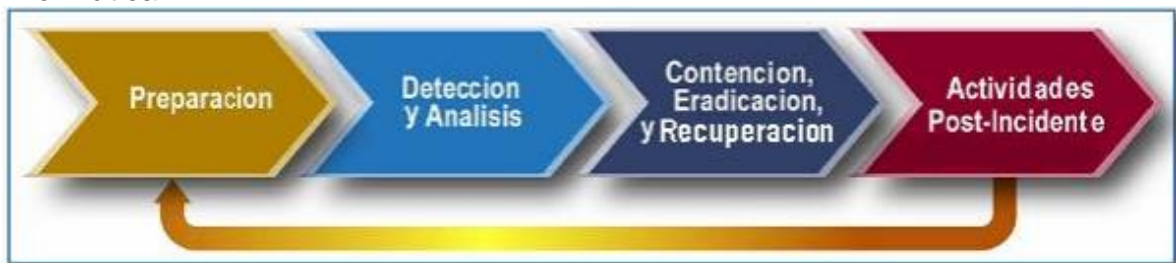 Preparacion
Deteccion
y Analisis
Contencion,
Eradicacion,
y Recuperacion
Actividades
Post-Incidente